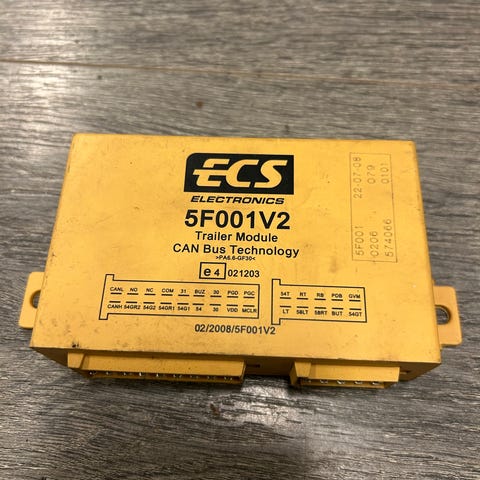 ECS
ELECTRONICS
5F001V2
Trailer Module
CAN Bus Technology
>PA6.6-GF30<
e4 021203
CANL NO NC COM 31 BUZ 30 PGD PGC
CANH 54GR2 54G2 54GR1 54G1 54 30 VDD MCLR
54T RT RB PDB GVM
LT 58LT 58RT BUT 54GT
02/2008/5F001V2
5F001 22-07-08
0206 079
574066 0101